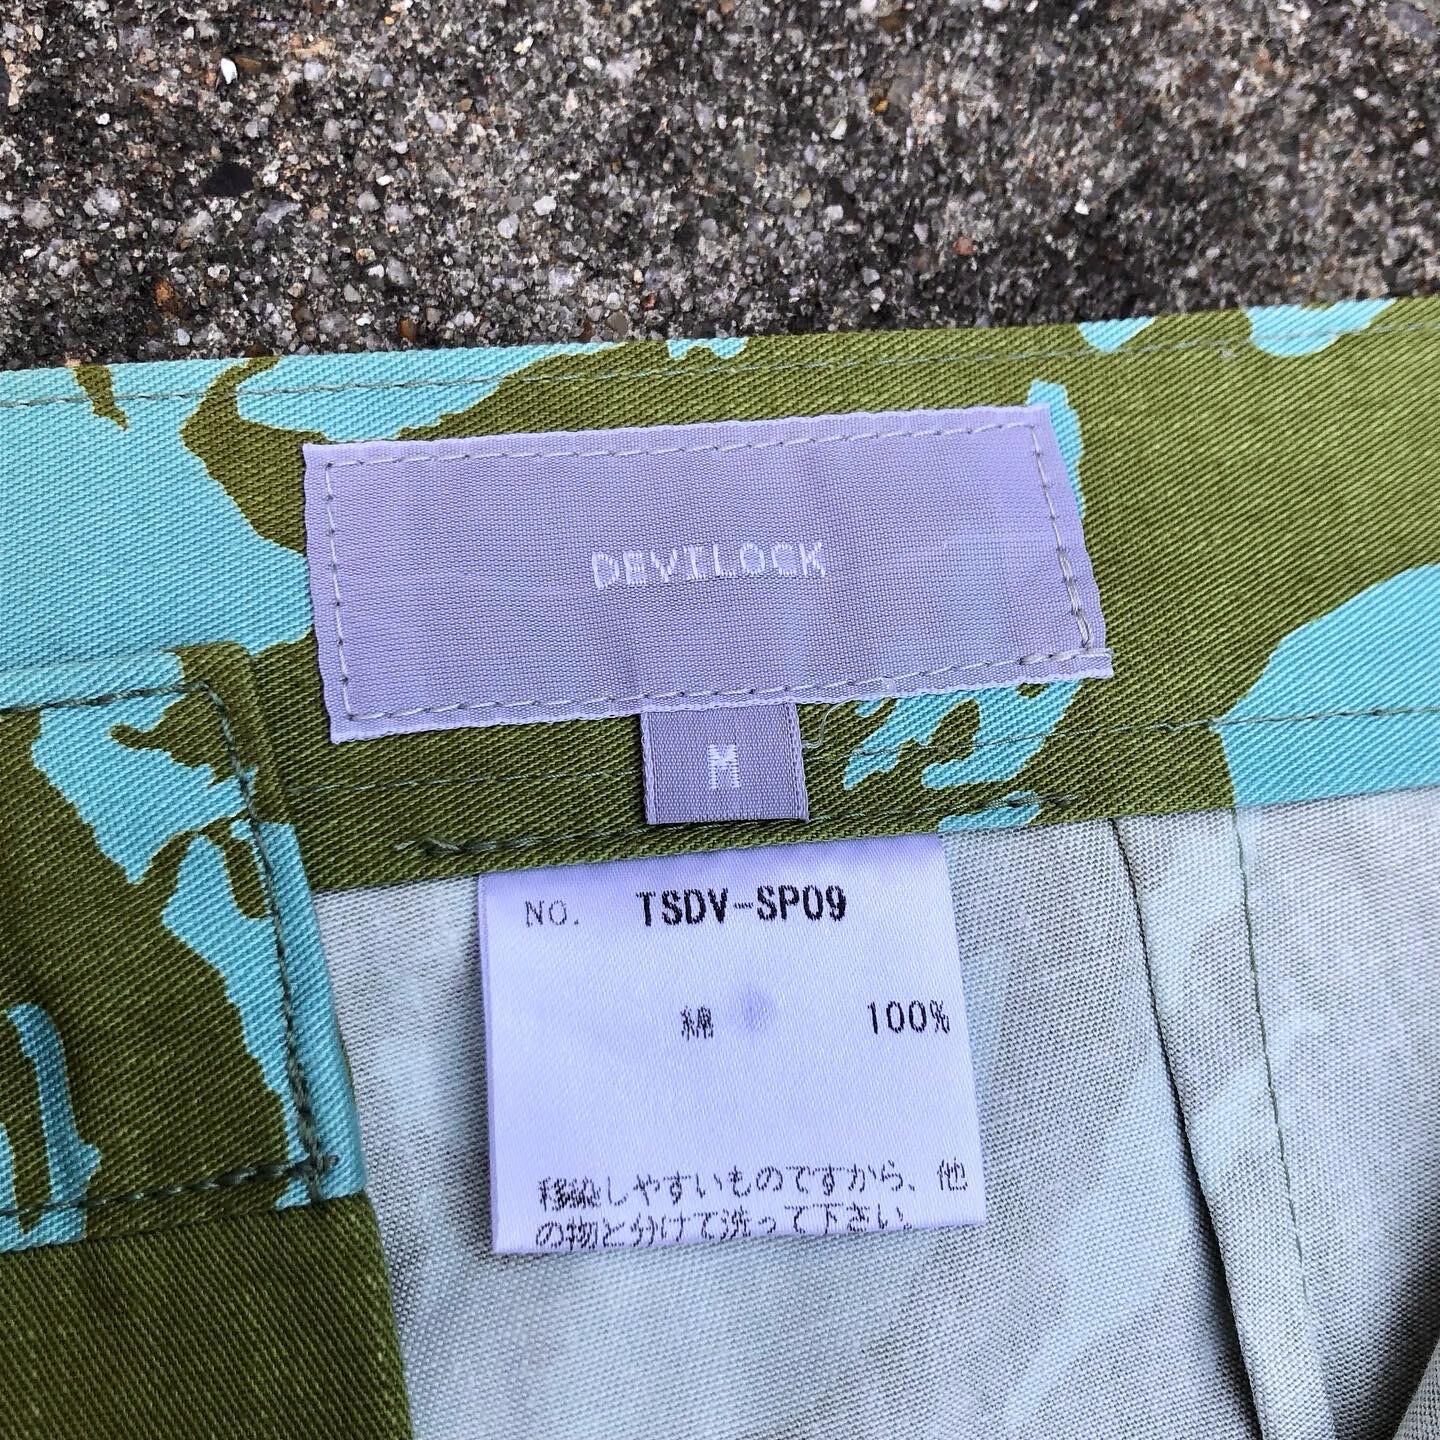 DEVILOCK
M
NO. TSDV-SP09
綿 100%
移染しやすいものですから、他
の物と分けて洗って下さい。